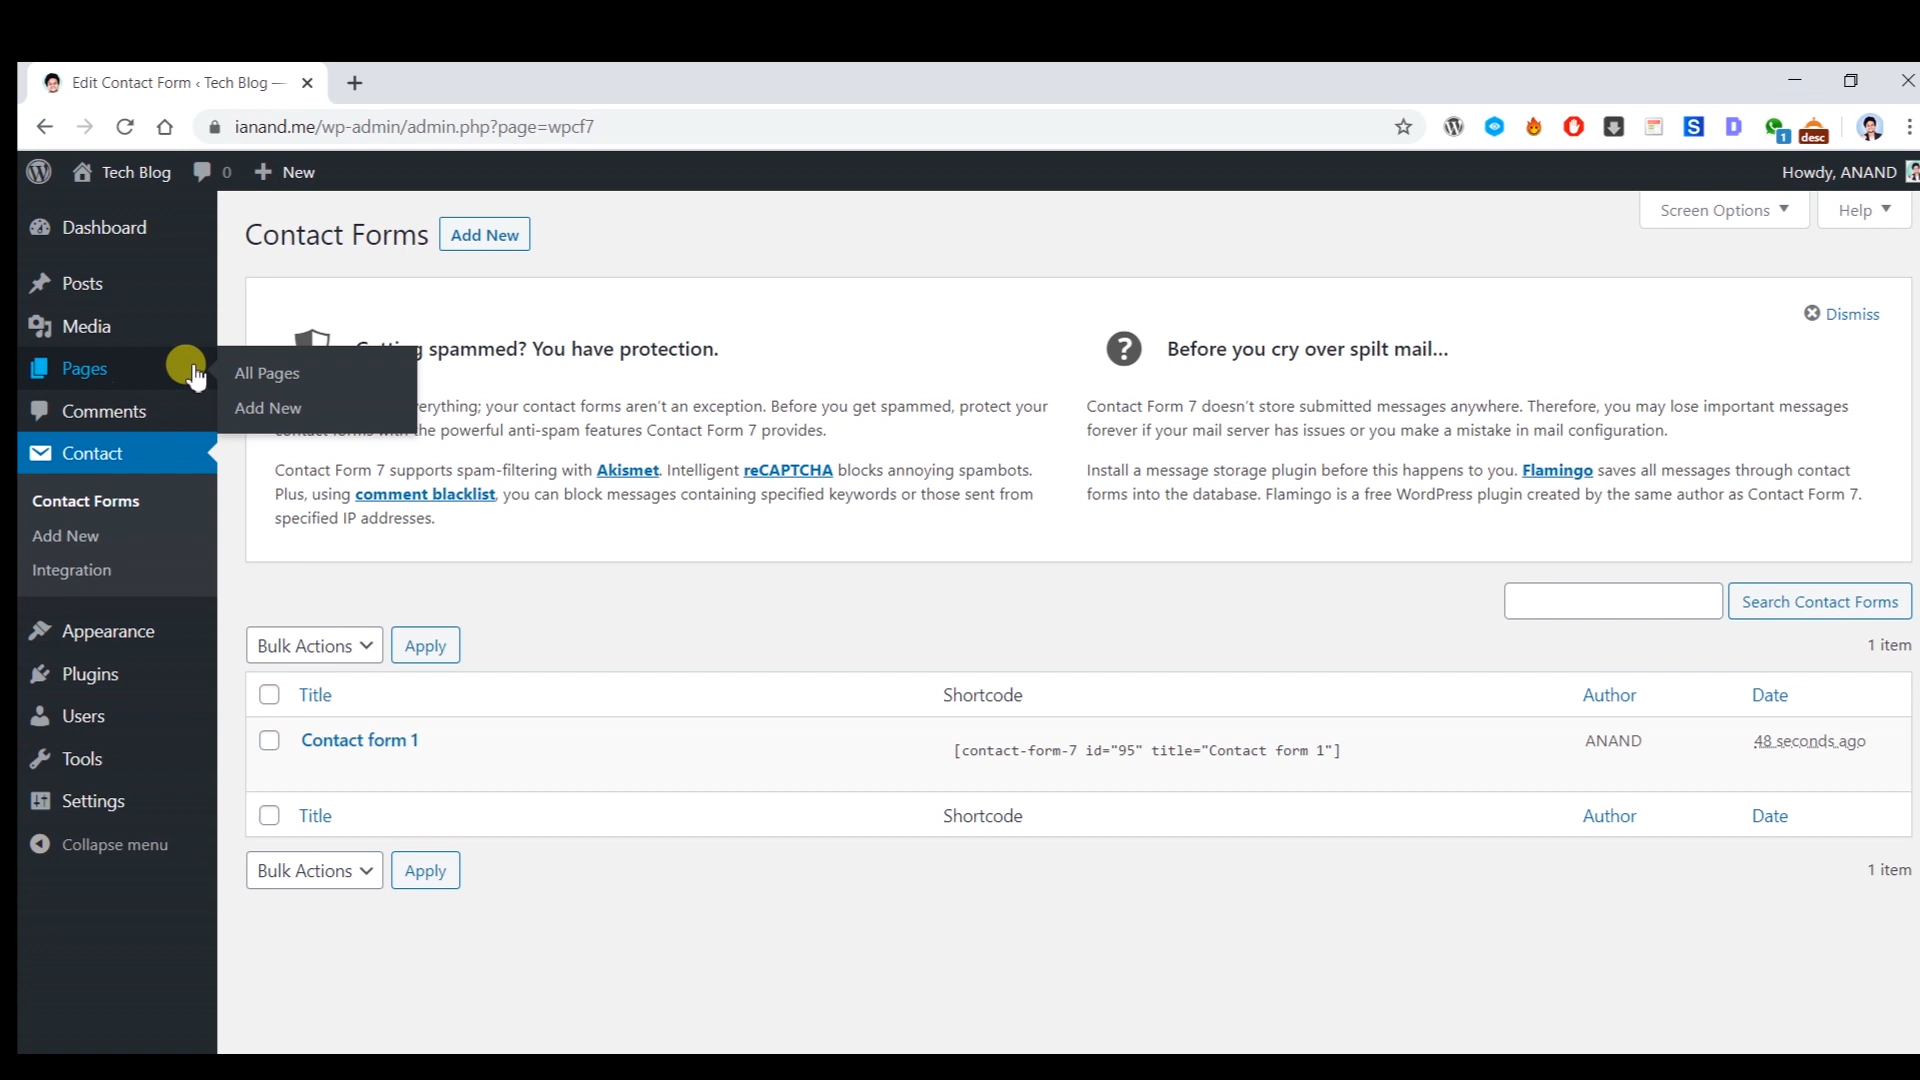 Edit Contact Form ‹ Tech Blog —
ianand.me/wp-admin/admin.php?page=wpcf7
S
D
1
desc
Tech Blog
0
New
Howdy, ANAND
Screen Options
Help
Dashboard
Posts
Media
Pages
All Pages
Add New
Comments
Contact
Contact Forms
Add New
Integration
Appearance
Plugins
Users
Tools
Settings
Collapse menu
Contact Forms
Add New
Dismiss
spammed? You have protection.
erything; your contact forms aren't an exception. Before you get spammed, protect your
contact forms with the powerful anti-spam features Contact Form 7 provides.
Contact Form 7 supports spam-filtering with Akismet. Intelligent reCAPTCHA blocks annoying spambots.
Plus, using comment blacklist, you can block messages containing specified keywords or those sent from
specified IP addresses.
?
Before you cry over spilt mail...
Contact Form 7 doesn't store submitted messages anywhere. Therefore, you may lose important messages
forever if your mail server has issues or you make a mistake in mail configuration.
Install a message storage plugin before this happens to you. Flamingo saves all messages through contact
forms into the database. Flamingo is a free WordPress plugin created by the same author as Contact Form 7.
Search Contact Forms
Bulk Actions
Apply
1 item
Title
Shortcode
Author
Date
Contact form 1
[contact-form-7 id="95" title="Contact form 1"]
ANAND
48 seconds ago
Title
Shortcode
Author
Date
Bulk Actions
Apply
1 item